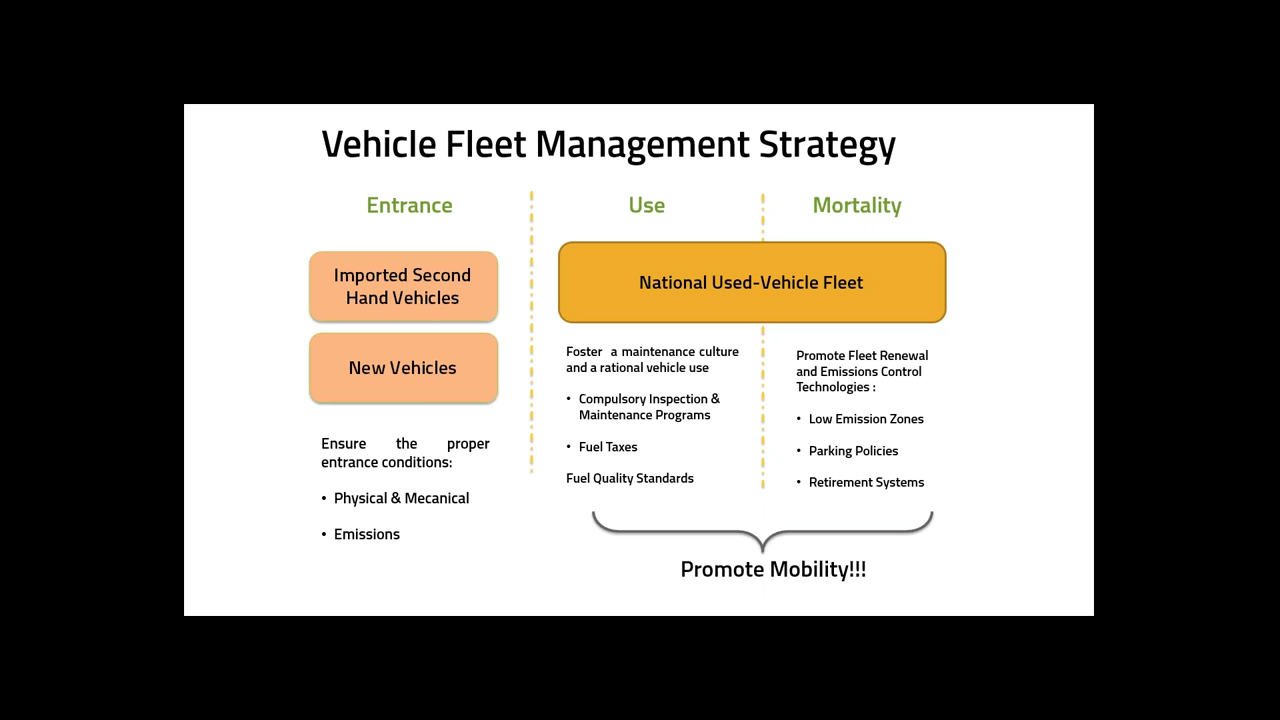 Vehicle Fleet Management Strategy
Entrance
Use
Mortality
Imported Second
Hand Vehicles
New Vehicles
Ensure the proper
entrance conditions:
• Physical & Mecanical
• Emissions
National Used-Vehicle Fleet
Foster a maintenance culture
and a rational vehicle use
• Compulsory Inspection &
Maintenance Programs
• Fuel Taxes
Fuel Quality Standards
Promote Fleet Renewal
and Emissions Control
Technologies :
• Low Emission Zones
• Parking Policies
• Retirement Systems
Promote Mobility!!!